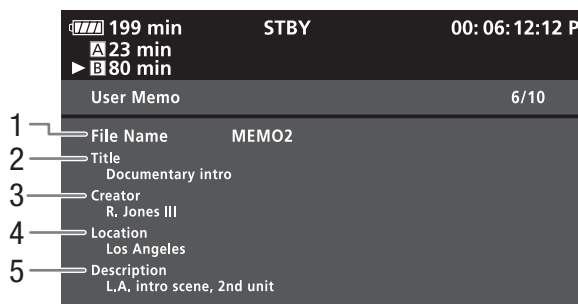 199 min STBY 00:06:12:12 P
A 23 min
B 80 min
User Memo 6/10
1 File Name MEMO2
2 Title
Documentary intro
3 Creator
R. Jones III
4 Location
Los Angeles
5 Description
L.A. intro scene, 2nd unit